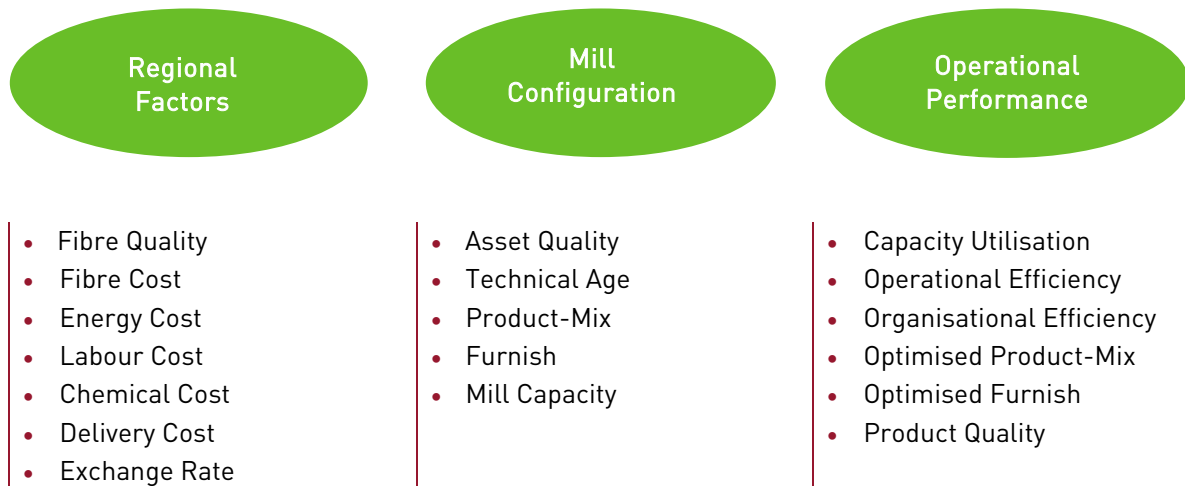 Regional
Factors
Mill
Configuration
Operational
Performance
• Fibre Quality
• Fibre Cost
• Energy Cost
• Labour Cost
• Chemical Cost
• Delivery Cost
• Exchange Rate
• Asset Quality
• Technical Age
• Product-Mix
• Furnish
• Mill Capacity
• Capacity Utilisation
• Operational Efficiency
• Organisational Efficiency
• Optimised Product-Mix
• Optimised Furnish
• Product Quality